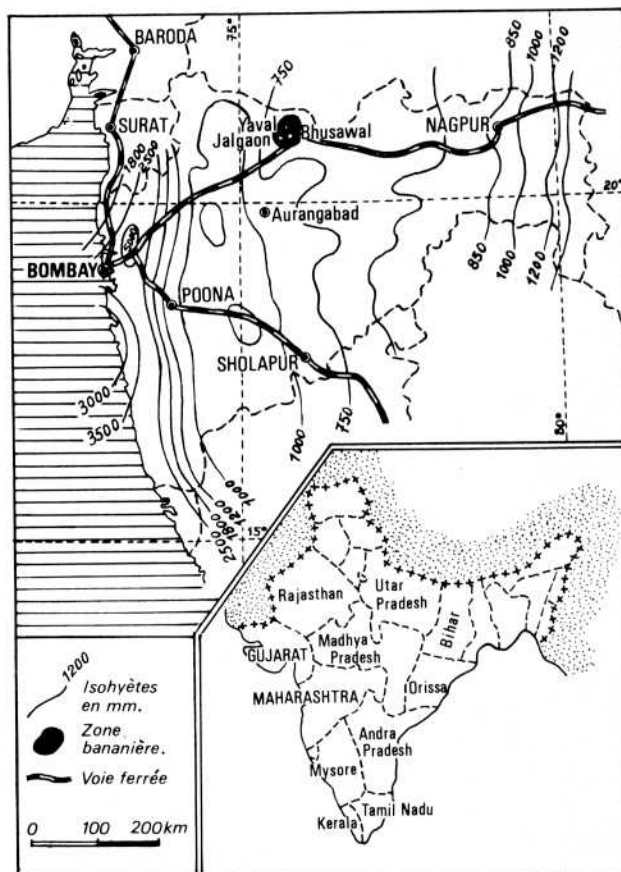 BARODA
75°
750
850
1000
1200
SURAT
Yaval
Jalgaon
Bhusawal
NAGPUR
1800
2500
20°
Aurangabad
5000
BOMBAY
850
1000
1200
POONA
SHOLAPUR
3000
3500
1000
750
80°
1000
1200
1800
2500
15°
Rajasthan
Utar
Pradesh
Bihar
GUJARAT
Madhya
Pradesh
MAHARASHTRA
Orissa
Andra
Pradesh
Mysore
Kerala
Tamil Nadu
1200
Isohyètes
en mm.
Zone
bananière.
Voie ferrée
0 100 200km